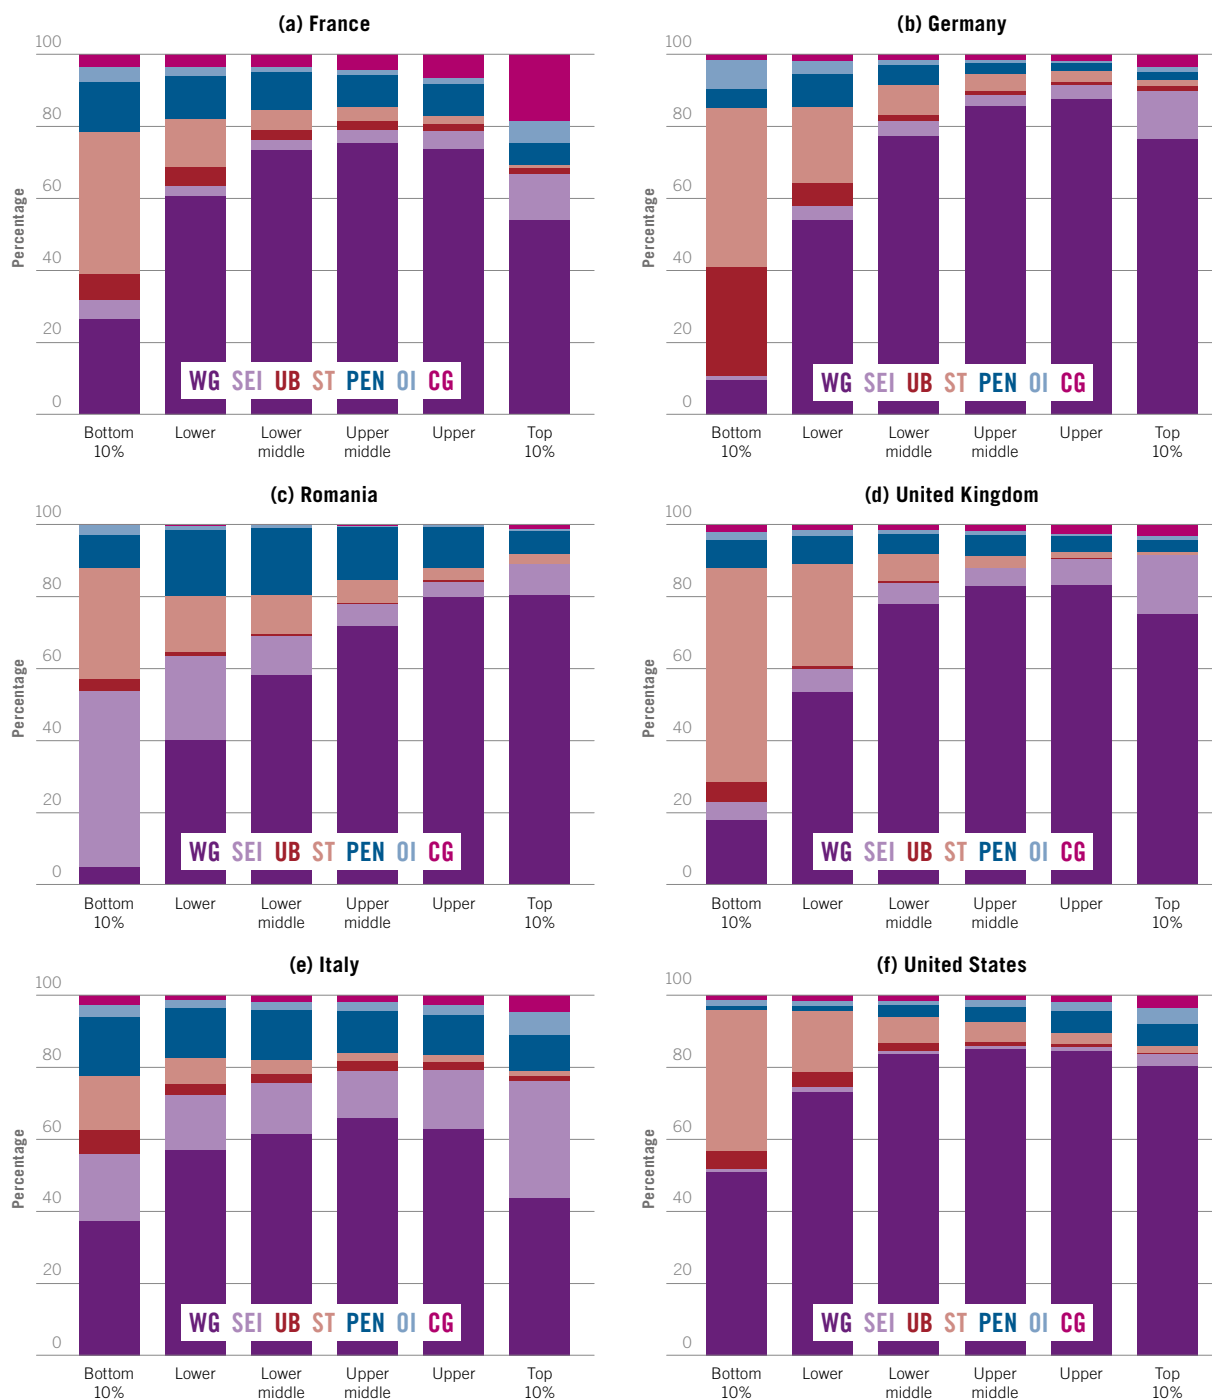 (a) France
100
80
60
40
20
0
Percentage
WG SEI UB ST PEN OI CG
Bottom 10%
Lower
Lower middle
Upper middle
Upper
Top 10%
(b) Germany
100
80
60
40
20
0
Percentage
WG SEI UB ST PEN OI CG
Bottom 10%
Lower
Lower middle
Upper middle
Upper
Top 10%
(c) Romania
100
80
60
40
20
0
Percentage
WG SEI UB ST PEN OI CG
Bottom 10%
Lower
Lower middle
Upper middle
Upper
Top 10%
(d) United Kingdom
100
80
60
40
20
0
Percentage
WG SEI UB ST PEN OI CG
Bottom 10%
Lower
Lower middle
Upper middle
Upper
Top 10%
(e) Italy
100
80
60
40
20
0
Percentage
WG SEI UB ST PEN OI CG
Bottom 10%
Lower
Lower middle
Upper middle
Upper
Top 10%
(f) United States
100
80
60
40
20
0
Percentage
WG SEI UB ST PEN OI CG
Bottom 10%
Lower
Lower middle
Upper middle
Upper
Top 10%